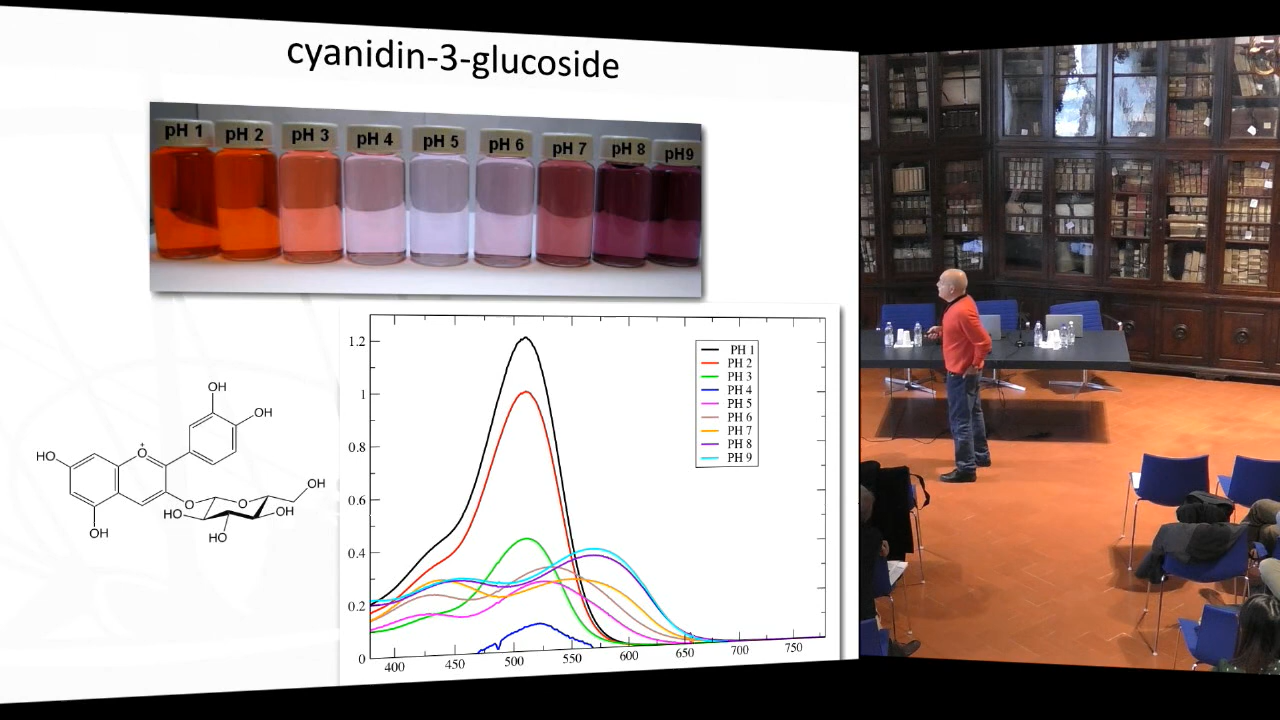 cyanidin-3-glucoside
pH 1
pH 2
pH 3
pH 4
pH 5
pH 6
pH 7
pH 8
pH9
1.2
1
0.8
0.6
0.4
0.2
0
400
450
500
550
600
650
700
750
PH 1
PH 2
PH 3
PH 4
PH 5
PH 6
PH 7
PH 8
PH 9
OH
OH
HO
O
+
OH
O
O
OH
HO
OH
HO